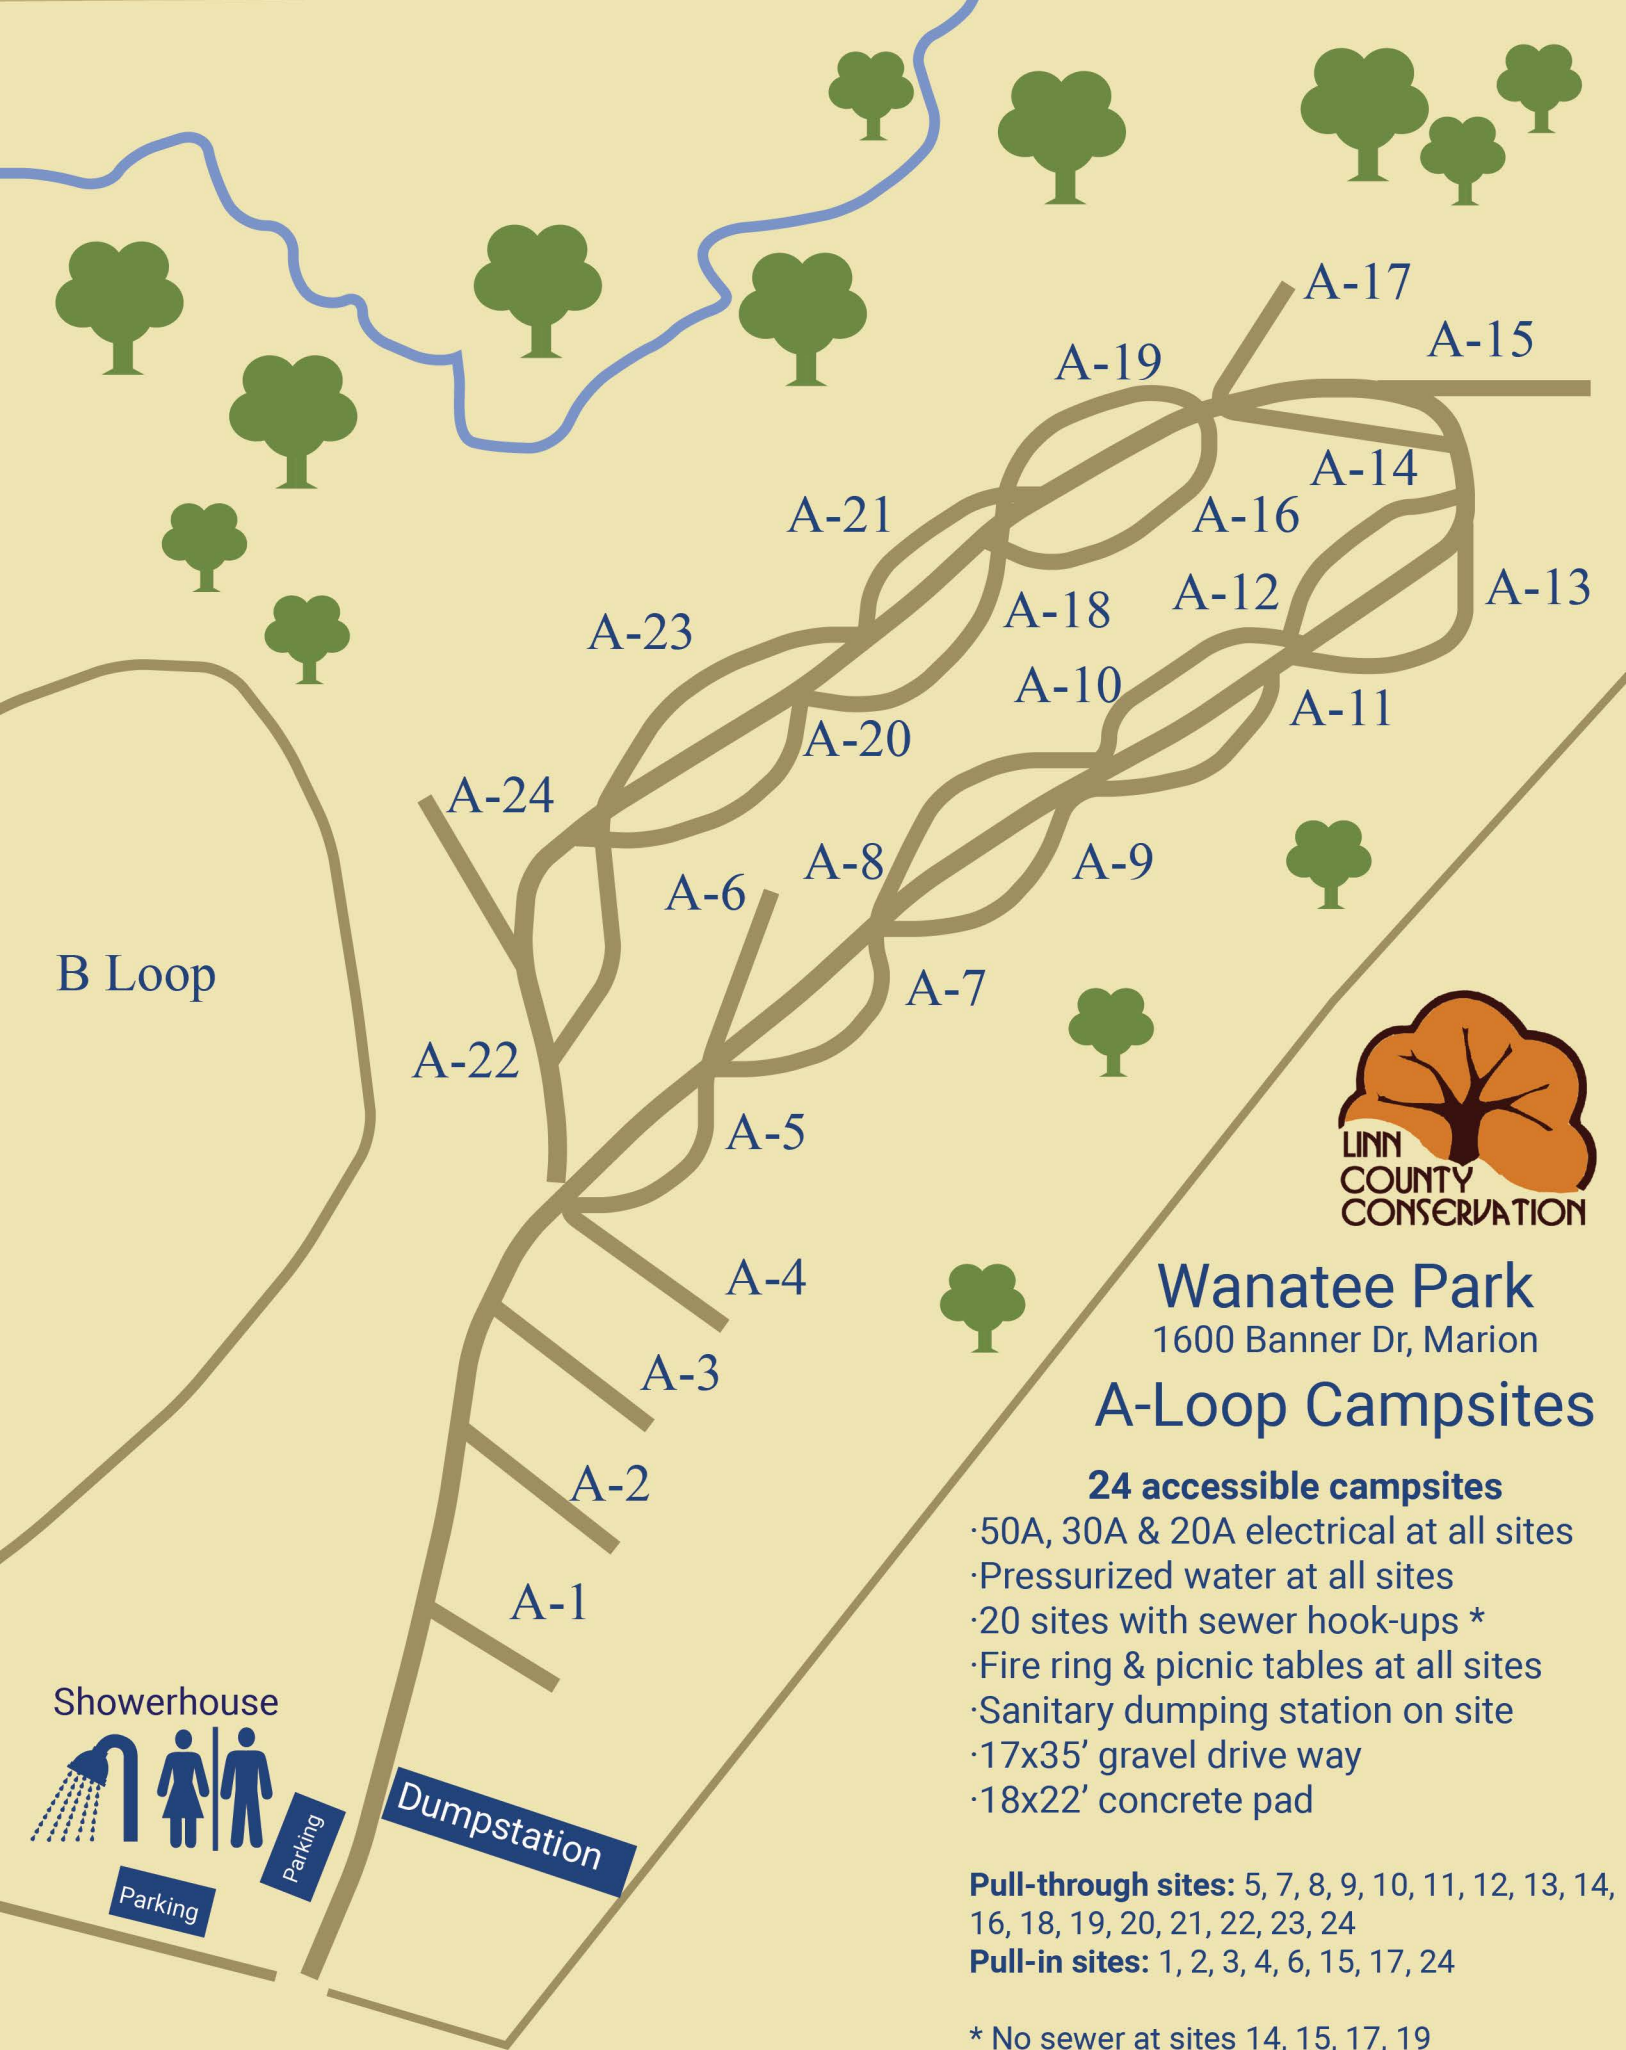 A-17
A-15
A-19
A-14
A-21
A-16
A-12
A-13
A-18
A-23
A-10
A-11
A-20
A-24
A-8
A-9
A-6
B Loop
A-7
A-22
A-5
LINN
COUNTY
CONSERVATION
A-4
Wanatee Park
1600 Banner Dr, Marion
A-3
A-Loop Campsites
A-2
24 accessible campsites
·50A, 30A & 20A electrical at all sites
·Pressurized water at all sites
·20 sites with sewer hook-ups *
·Fire ring & picnic tables at all sites
·Sanitary dumping station on site
·17x35’ gravel drive way
·18x22’ concrete pad
A-1
Showerhouse
Dumpstation
Parking
Parking
Pull-through sites: 5, 7, 8, 9, 10, 11, 12, 13, 14,
16, 18, 19, 20, 21, 22, 23, 24
Pull-in sites: 1, 2, 3, 4, 6, 15, 17, 24
* No sewer at sites 14, 15, 17, 19